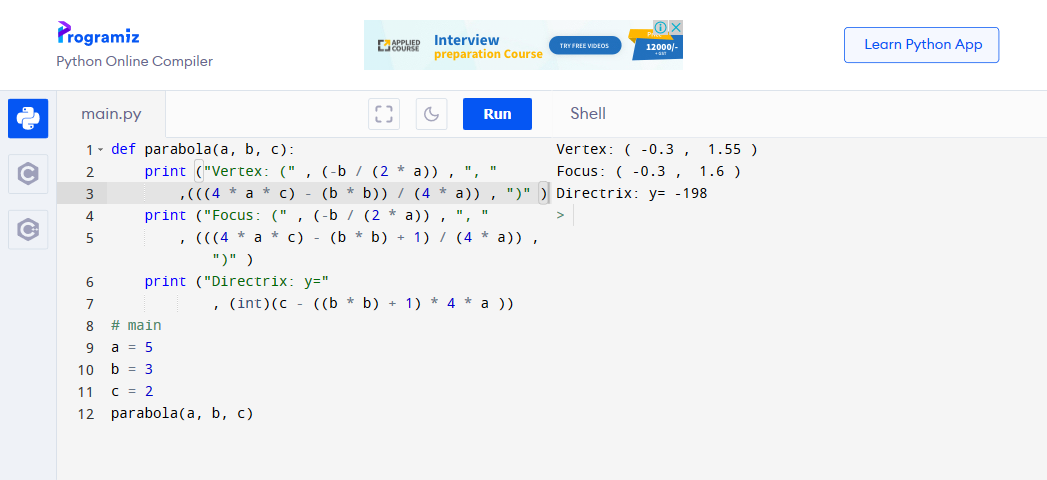 Programiz
Python Online Compiler
APPLIED COURSE
Interview preparation Course
TRY FREE VIDEOS
12000/-
Learn Python App
main.py
Run
Shell
1 def parabola(a, b, c):
2 print ("Vertex: (" , (-b / (2 * a)) , ", "
3 ,(((4 * a * c) - (b * b)) / (4 * a)) , ")" )
4 print ("Focus: (" , (-b / (2 * a)) , ", "
5 , (((4 * a * c) - (b * b) + 1) / (4 * a)) ,
")" )
6 print ("Directrix: y="
7 , (int)(c - ((b * b) + 1) * 4 * a ))
8 # main
9 a = 5
10 b = 3
11 c = 2
12 parabola(a, b, c)
Vertex: ( -0.3 ,  1.55 )
Focus: ( -0.3 ,  1.6 )
Directrix: y= -198
>